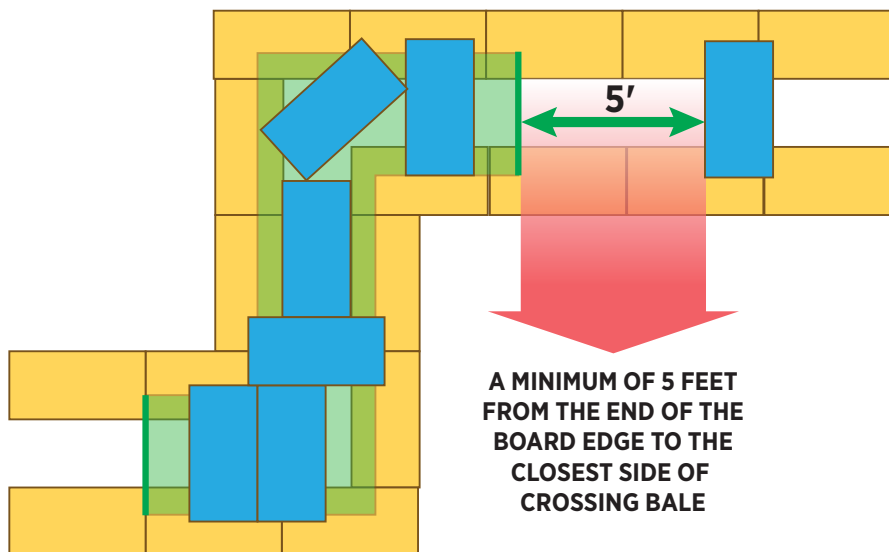 5′
A MINIMUM OF 5 FEET
FROM THE END OF THE
BOARD EDGE TO THE
CLOSEST SIDE OF
CROSSING BALE